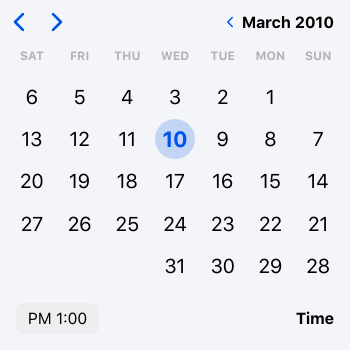 March 2010
SAT FRI THU WED TUE MON SUN
6 5 4 3 2 1
13 12 11 10 9 8 7
20 19 18 17 16 15 14
27 26 25 24 23 22 21
31 30 29 28
PM 1:00 Time